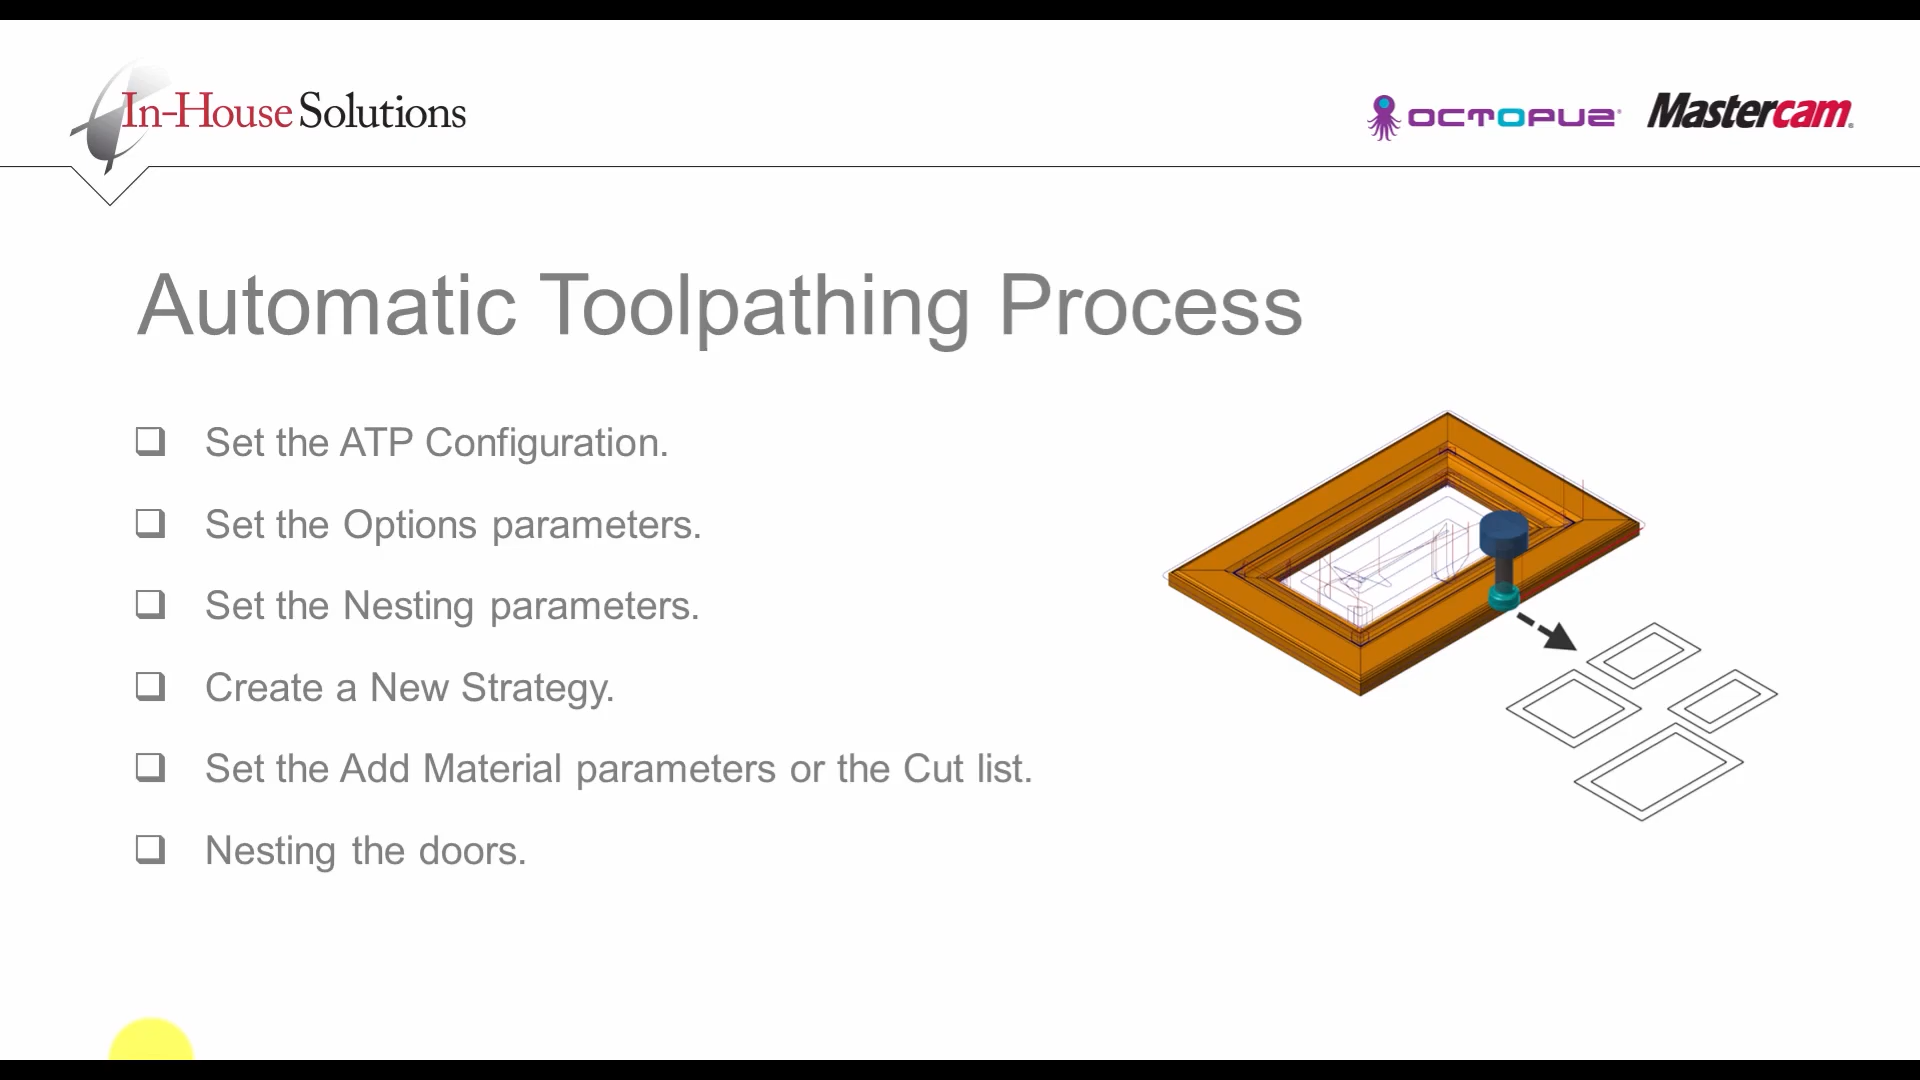 In-House Solutions
OCTOPUZ
Mastercam
Automatic Toolpathing Process
Set the ATP Configuration.
Set the Options parameters.
Set the Nesting parameters.
Create a New Strategy.
Set the Add Material parameters or the Cut list.
Nesting the doors.